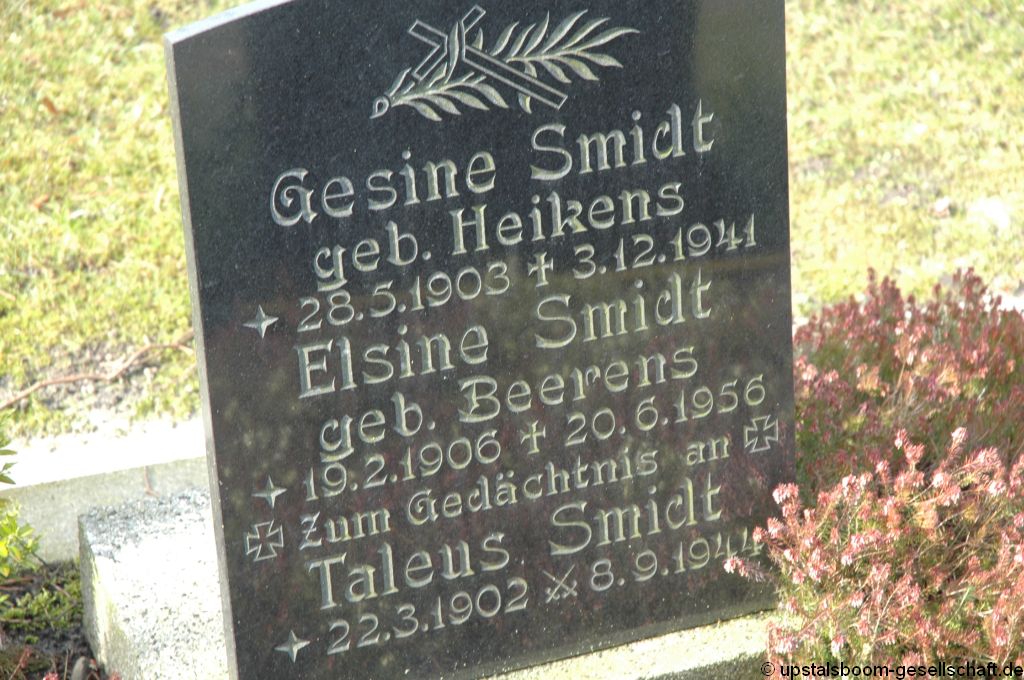 Gesine Smidt
geb. Heikens
28.5.1903 ✝ 3.12.1941
Elsine Smidt
geb. Beerens
19.2.1906 ✝ 20.6.1956
Zum Gedächtnis an
Taleus Smidt
22.3.1902 ⚔ 8.9.1944
© upstalsboom-gesellschaft.de